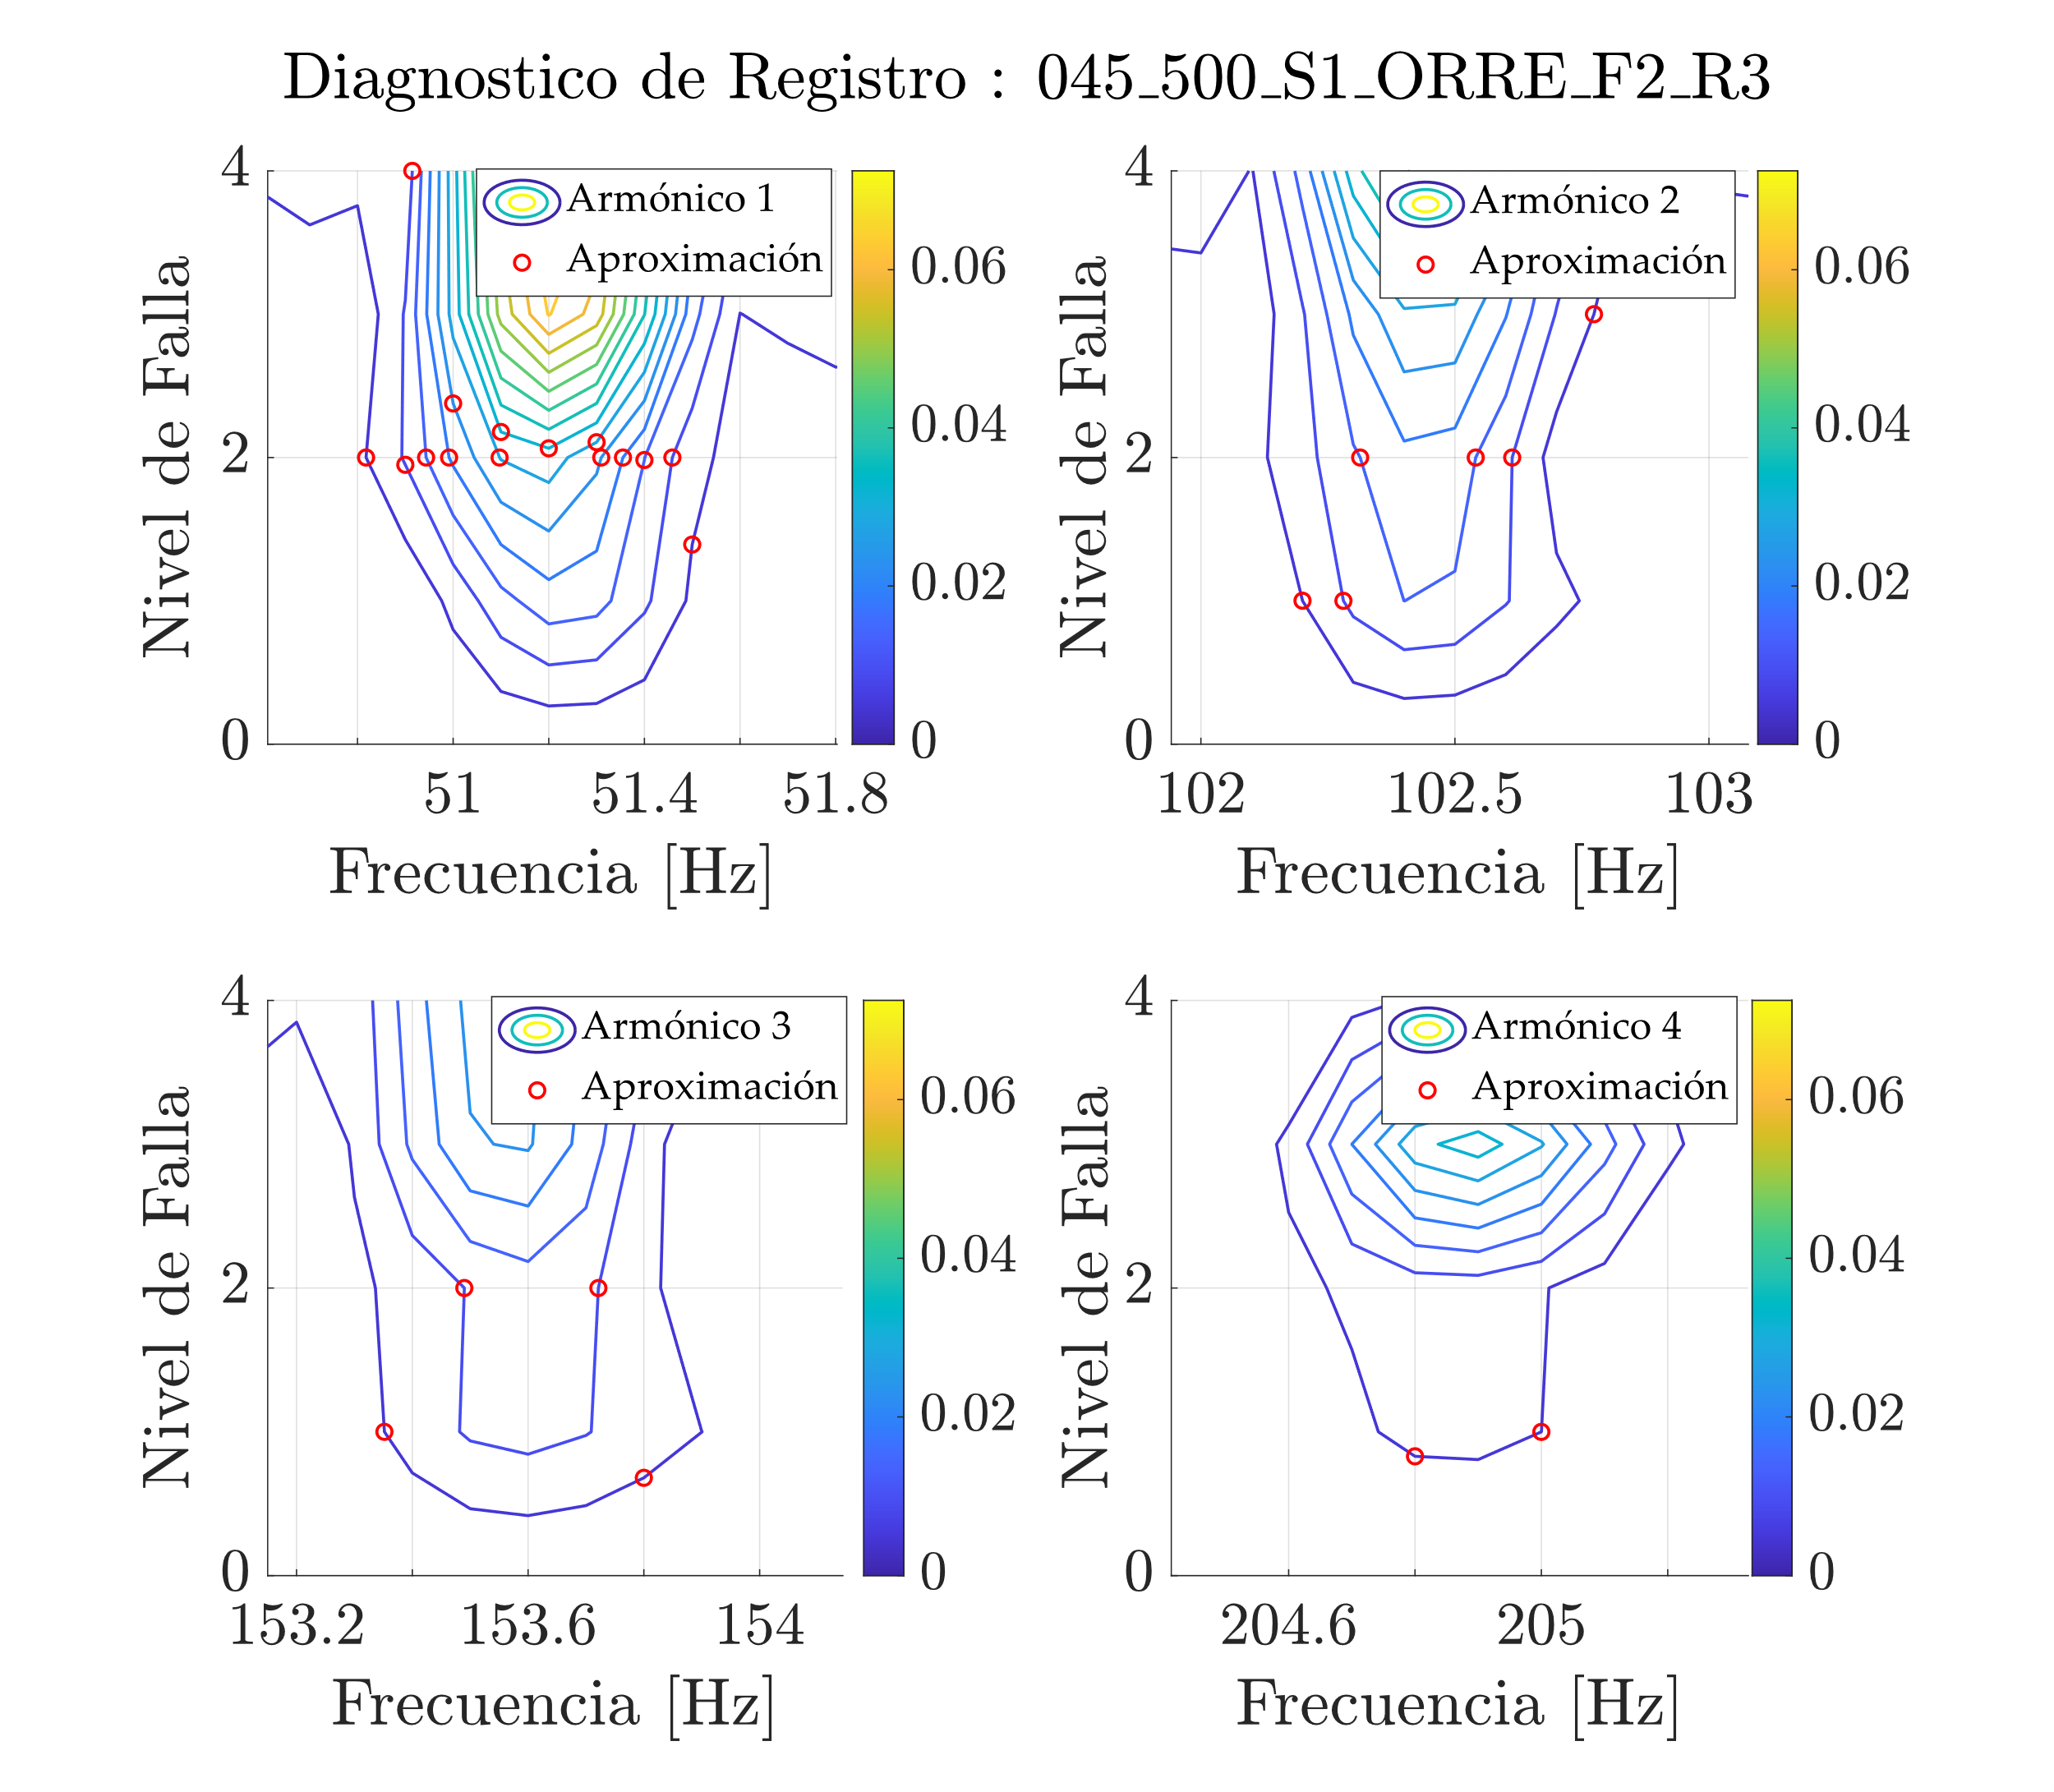 Diagnostico de Registro : 045_500_S1_ORRE_F2_R3
Armónico 1
Aproximación
Nivel de Falla
4
2
0
51
51.4
51.8
Frecuencia [Hz]
0.06
0.04
0.02
0
Armónico 2
Aproximación
Nivel de Falla
4
2
0
102
102.5
103
Frecuencia [Hz]
0.06
0.04
0.02
0
Armónico 3
Aproximación
Nivel de Falla
4
2
0
153.2
153.6
154
Frecuencia [Hz]
0.06
0.04
0.02
0
Armónico 4
Aproximación
Nivel de Falla
4
2
0
204.6
205
Frecuencia [Hz]
0.06
0.04
0.02
0